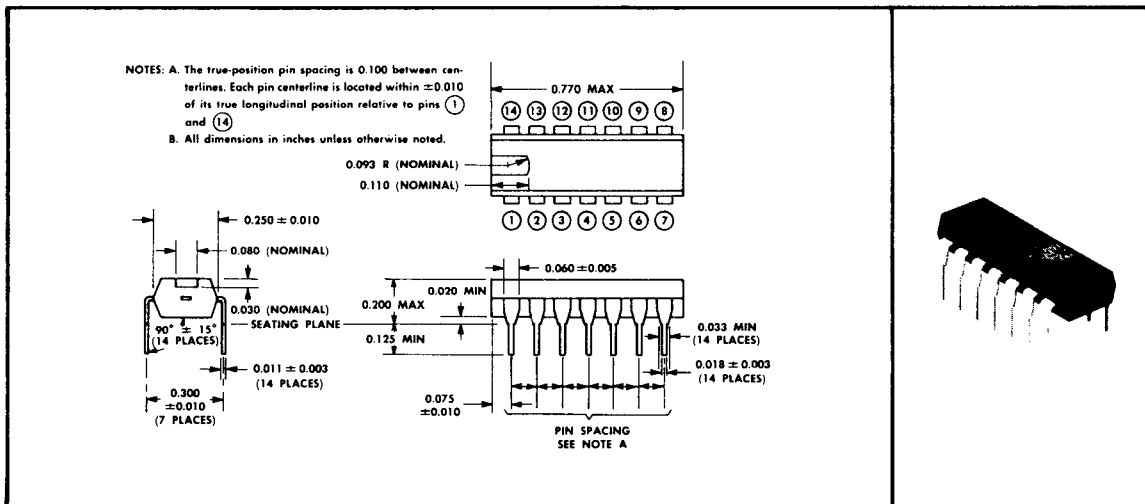 NOTES: A. The true-position pin spacing is 0.100 between cen-
terlines. Each pin centerline is located within ±0.010
of its true longitudinal position relative to pins 1
and 14
B. All dimensions in inches unless otherwise noted.
0.770 MAX
14 13 12 11 10 9 8
0.093 R (NOMINAL)
0.110 (NOMINAL)
1 2 3 4 5 6 7
0.250 ± 0.010
0.080 (NOMINAL)
0.030 (NOMINAL)
SEATING PLANE
90° ± 15°
(14 PLACES)
0.011 ± 0.003
(14 PLACES)
0.300
±0.010
(7 PLACES)
0.060 ±0.005
0.020 MIN
0.200 MAX
0.125 MIN
0.033 MIN
(14 PLACES)
0.018 ± 0.003
(14 PLACES)
0.075
±0.010
PIN SPACING
SEE NOTE A